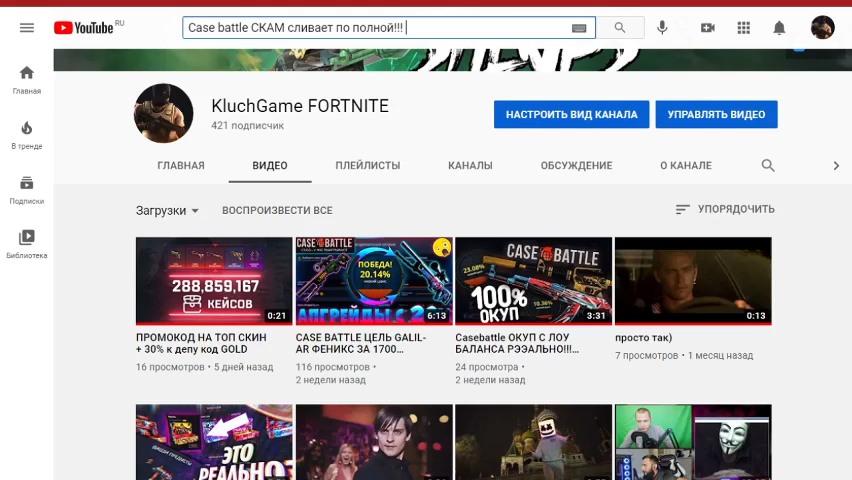 YouTube RU
Case battle СКАМ сливает по полной!!!
Главная
В тренде
Подписки
Библиотека
KluchGame FORTNITE
421 подписчик
НАСТРОИТЬ ВИД КАНАЛА
УПРАВЛЯТЬ ВИДЕО
ГЛАВНАЯ ВИДЕО ПЛЕЙЛИСТЫ КАНАЛЫ ОБСУЖДЕНИЕ О КАНАЛЕ
Загрузки ВОСПРОИЗВЕСТИ ВСЕ
УПОРЯДОЧИТЬ
288,859,167
КЕЙСОВ
0:21
ПРОМОКОД НА ТОП СКИН
+ 30% к депу код GOLD
16 просмотров • 5 дней назад
CASE BATTLE
ПОБЕДА!
20.14%
АПГРЕЙДЫ С 20
6:13
CASE BATTLE ЦЕЛЬ GALIL-
AR ФЕНИКС ЗА 1700...
116 просмотров •
2 недели назад
CASE BATTLE
23.08%
10.36%
100%
ОКУП
3:31
Casebattle ОКУП С ЛОУ
БАЛАНСА РЭЭАЛЬНО!!!...
24 просмотра •
2 недели назад
0:13
просто так)
7 просмотров • 1 месяц назад
ЭТО
РЕАЛЬНО